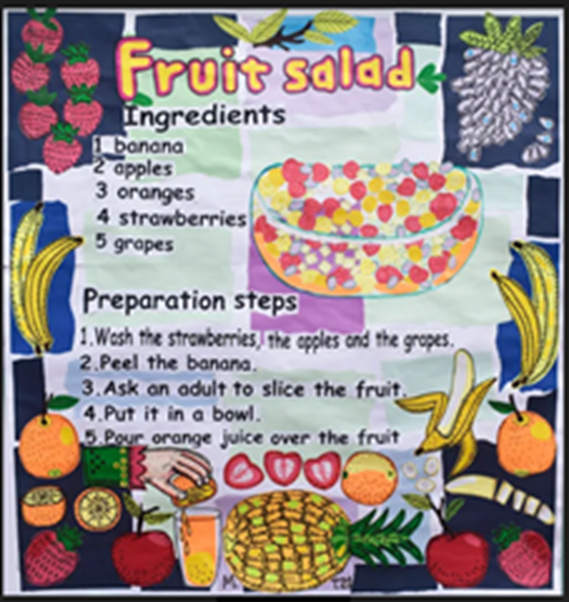 Fruit salad
Ingredients
1 banana
2 apples
3 oranges
4 strawberries
5 grapes
Preparation steps
1.Wash the strawberries, the apples and the grapes.
2.Peel the banana.
3.Ask an adult to slice the fruit.
4.Put it in a bowl.
5.Pour orange juice over the fruit